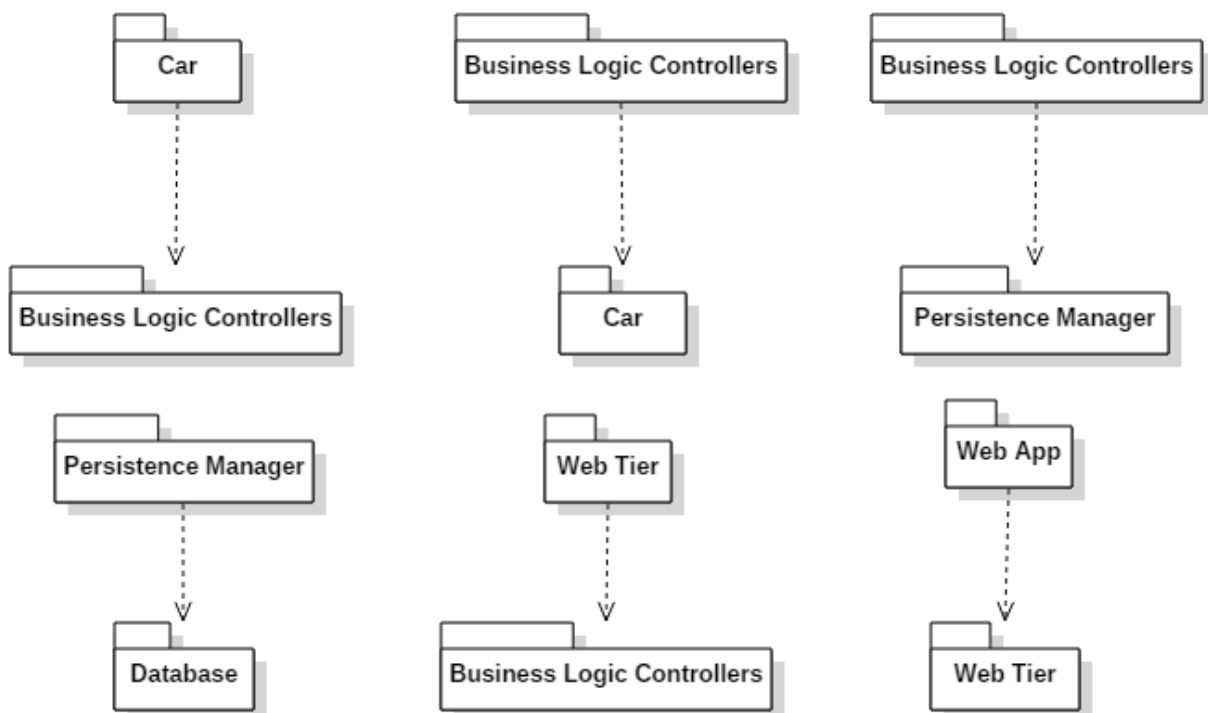 Car
Business Logic Controllers
Business Logic Controllers
Business Logic Controllers
Car
Persistence Manager
Persistence Manager
Web Tier
Web App
Database
Business Logic Controllers
Web Tier